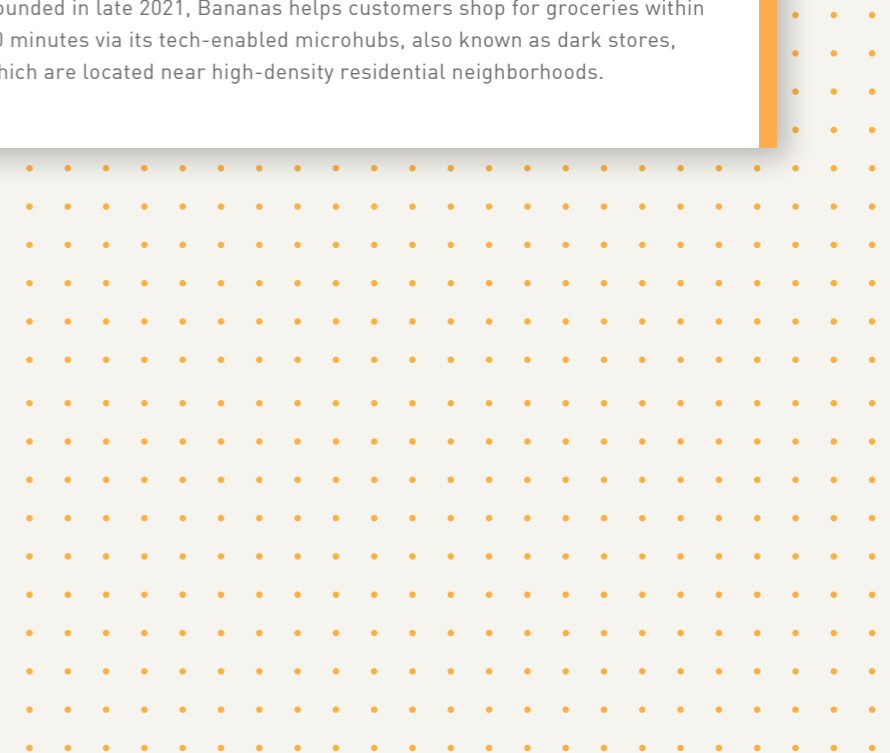 ounded in late 2021, Bananas helps customers shop for groceries within
0 minutes via its tech-enabled microhubs, also known as dark stores,
hich are located near high-density residential neighborhoods.